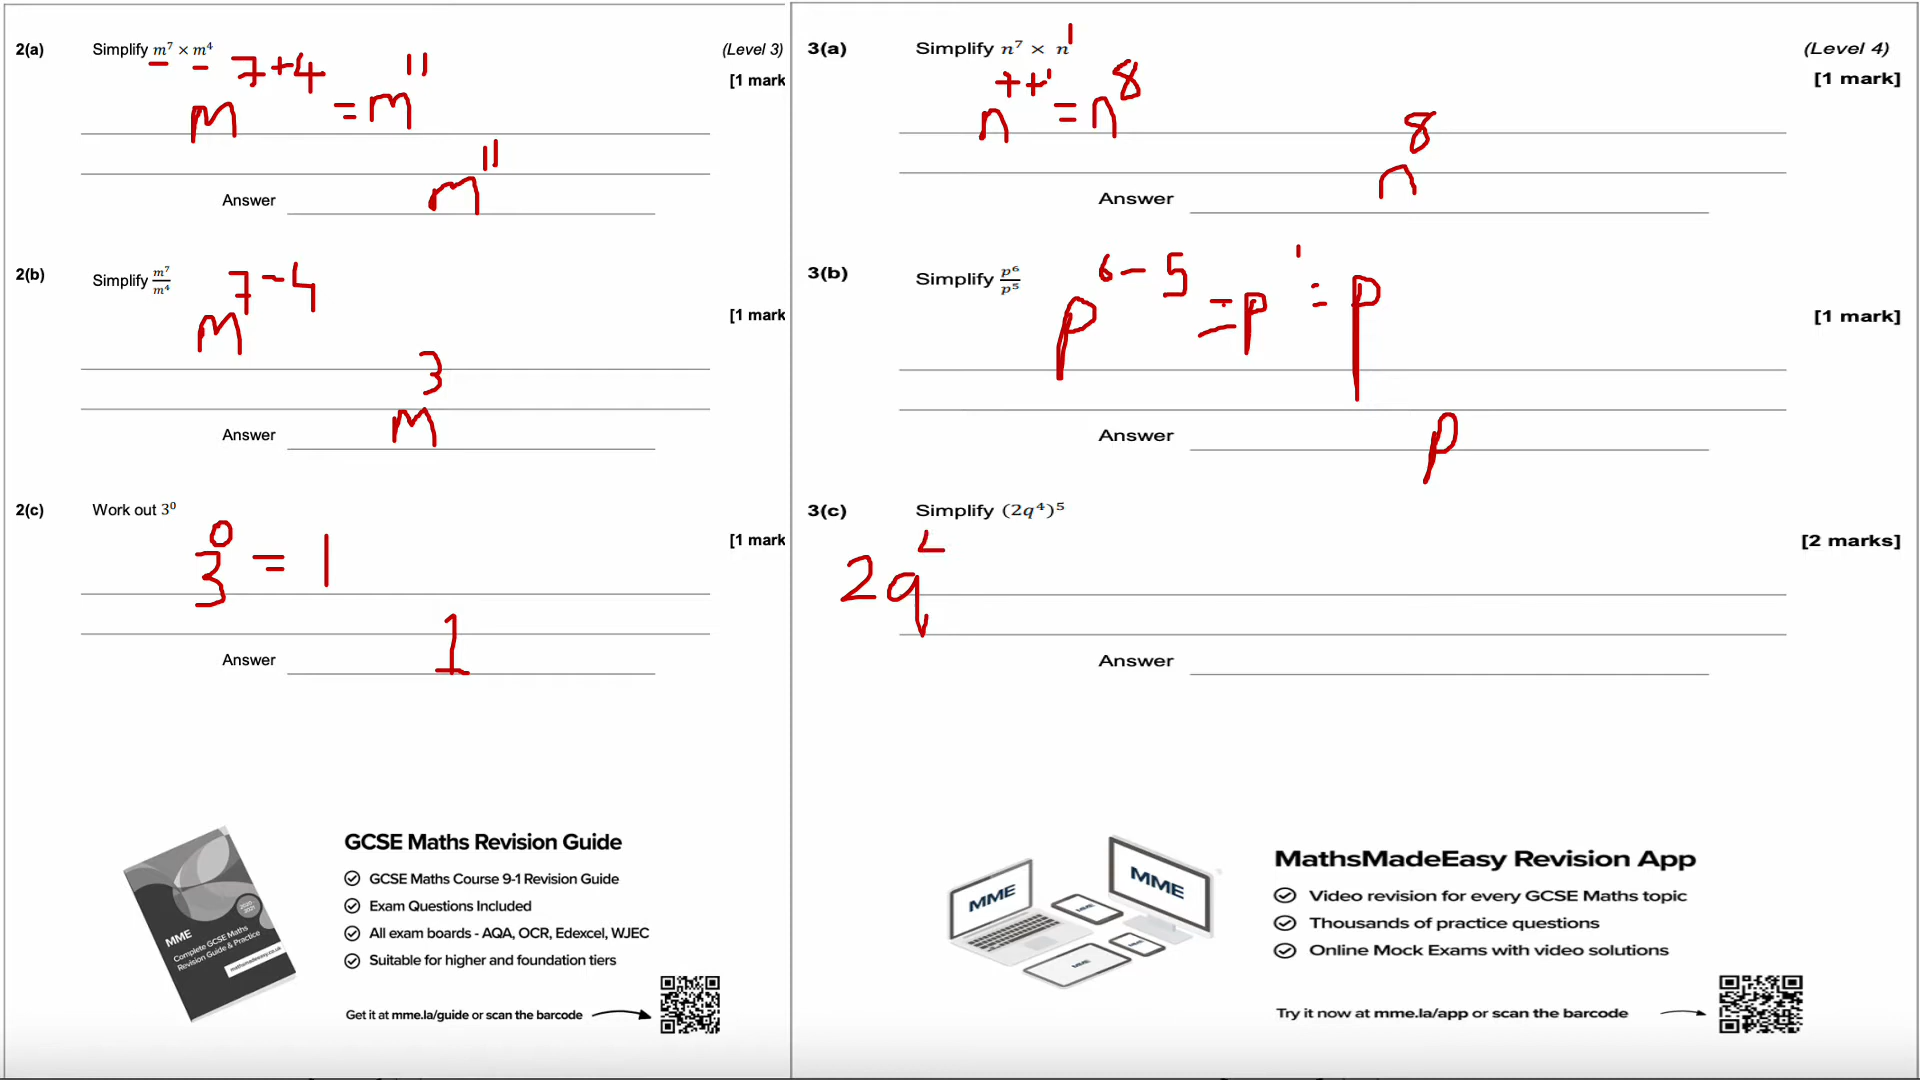 2(a) Simplify m⁷ × m⁴ (Level 3)
[1 mark
m⁷⁺⁴ = m¹¹
m¹¹
Answer
2(b) Simplify m⁷/m⁴
[1 mark
m⁷⁻⁴
m³
Answer
2(c) Work out 3⁰
[1 mark
3⁰ = 1
1
Answer
GCSE Maths Revision Guide
GCSE Maths Course 9-1 Revision Guide
Exam Questions Included
All exam boards - AQA, OCR, Edexcel, WJEC
Suitable for higher and foundation tiers
Get it at mme.la/guide or scan the barcode
MME
Complete GCSE Maths
Revision Guide & Practice
mathsmadeeasy.co.uk
3(a) Simplify n⁷ × n¹ (Level 4)
[1 mark]
n⁷⁺¹ = n⁸
n⁸
Answer
3(b) Simplify p⁶/p⁵
[1 mark]
p⁶⁻⁵ = p¹ = p
p
Answer
3(c) Simplify (2q⁴)⁵
[2 marks]
2q
Answer
MME
MME
MME
MME
MME
MathsMadeEasy Revision App
Video revision for every GCSE Maths topic
Thousands of practice questions
Online Mock Exams with video solutions
Try it now at mme.la/app or scan the barcode